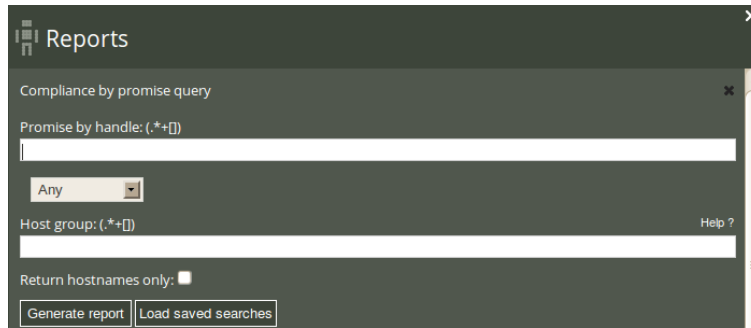 Reports
Compliance by promise query
Promise by handle: (.*+[])
Any
Host group: (.*+[])
Help ?
Return hostnames only:
Generate report
Load saved searches